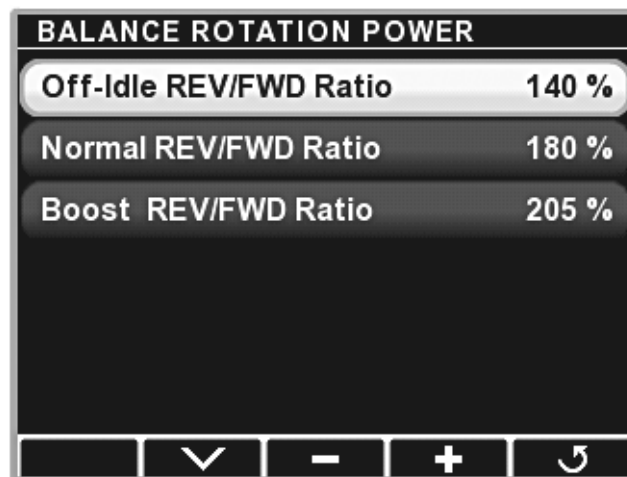 BALANCE ROTATION POWER
Off-Idle REV/FWD Ratio 140 %
Normal REV/FWD Ratio 180 %
Boost REV/FWD Ratio 205 %